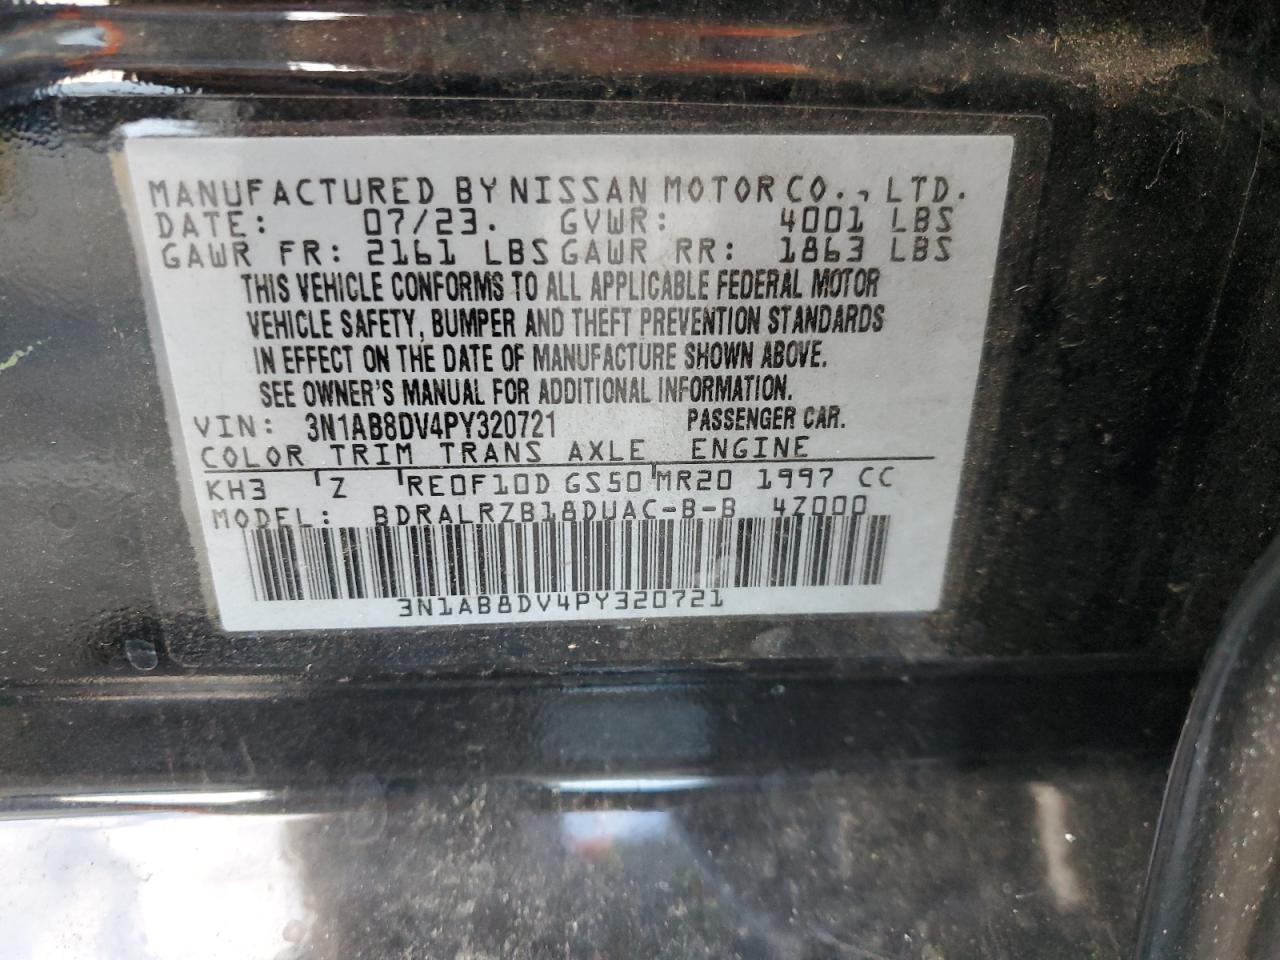 MANUFACTURED BY NISSAN MOTOR CO., LTD.
DATE: 07/23. GVWR: 4001 LBS
GAWR FR: 2161 LBS GAWR RR: 1863 LBS
THIS VEHICLE CONFORMS TO ALL APPLICABLE FEDERAL MOTOR
VEHICLE SAFETY, BUMPER AND THEFT PREVENTION STANDARDS
IN EFFECT ON THE DATE OF MANUFACTURE SHOWN ABOVE.
SEE OWNER'S MANUAL FOR ADDITIONAL INFORMATION.
VIN: 3N1AB8DV4PY320721 PASSENGER CAR.
COLOR TRIM TRANS AXLE ENGINE
KH3 Z RE0F10D GS50 MR20 1997 CC
MODEL: BDRALRZB18DUAC-B-B 4Z000
3N1AB8DV4PY320721